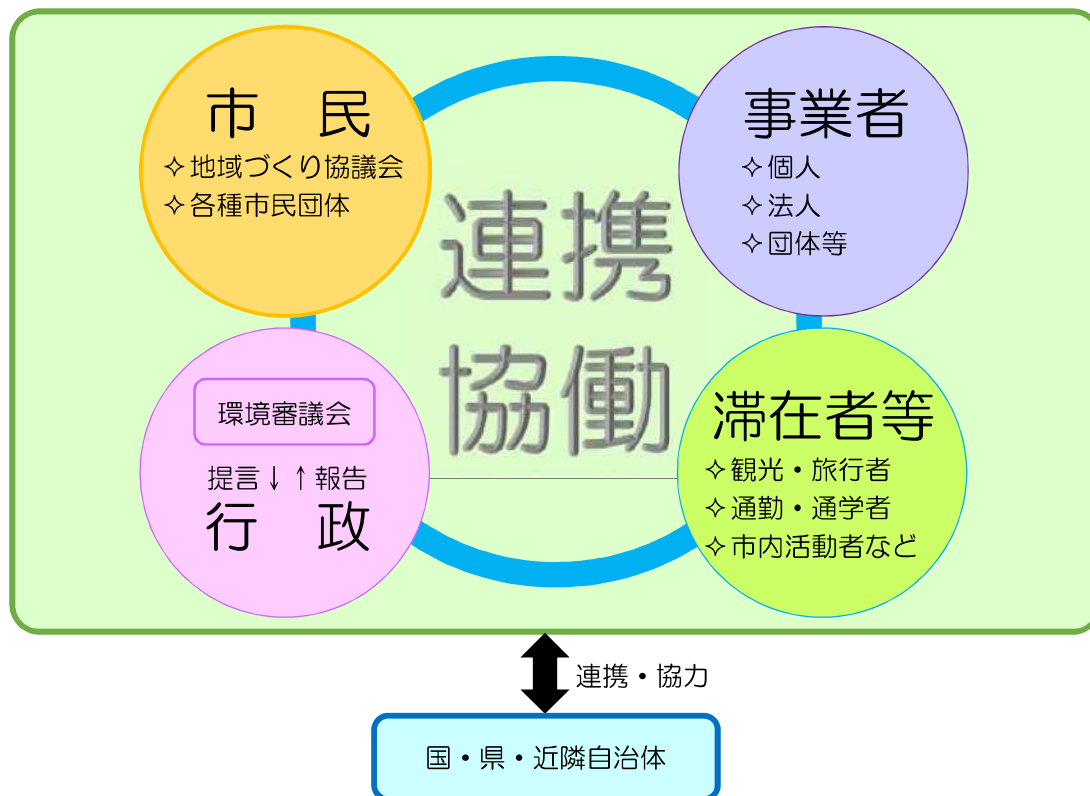 市　民
✧地域づくり協議会
✧各種市民団体
事業者
✧個人
✧法人
✧団体等
連携
協働
環境審議会
提言↓↑報告
行　政
滞在者等
✧観光・旅行者
✧通勤・通学者
✧市内活動者など
連携・協力
国・県・近隣自治体